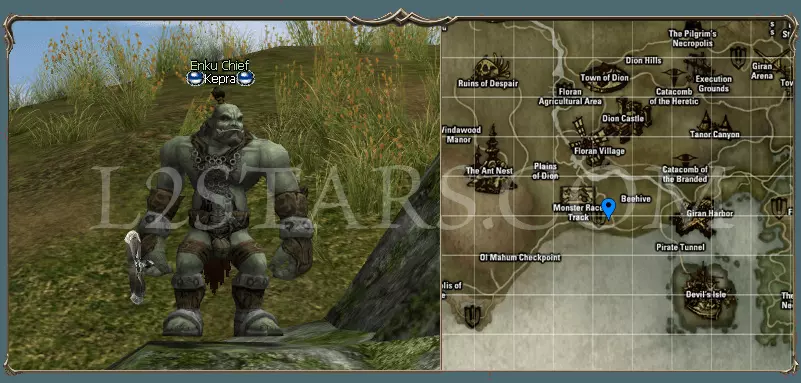 Enku Chief
Kepra
L2STARS.COM
The Pilgrim's
Necropolis
Dion Hills
Giran
Arena
Ruins of Despair
Town of Dion
Execution
Grounds
Floran
Agricultural Area
Catacomb
of the Heretic
Dion Castle
Windawood
Manor
Tanor Canyon
Floran Village
The Ant Nest
Plains
of Dion
Catacomb of
the Branded
Beehive
Monster Race
Track
Giran Harbor
Pirate Tunnel
Ol Mahum Checkpoint
Devil's Isle